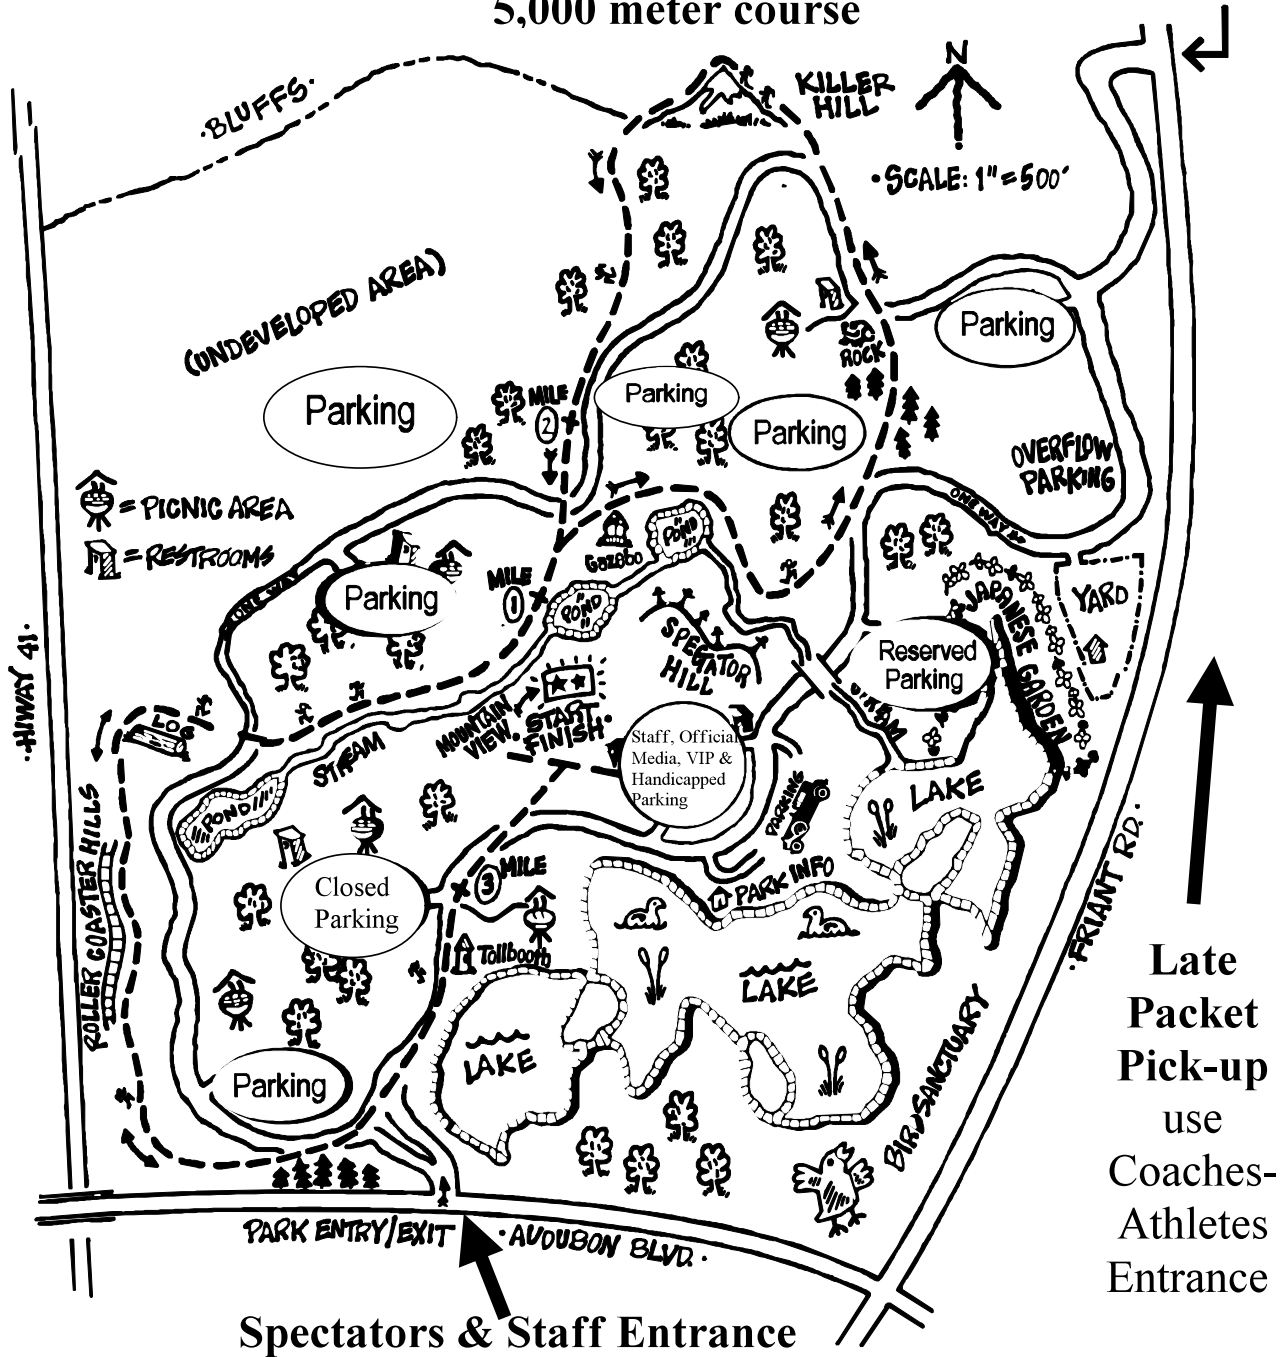 5,000 meter course
N
KILLER
HILL
·BLUFFS·
·SCALE: 1"=500'
(UNDEVELOPED AREA)
Parking
ROCK
Parking
Parking
Parking
MILE
2
Parking
OVERFLOW
PARKING
= PICNIC AREA
= RESTROOMS
ONE WAY
POND
Gazebo
MILE
1
POND
ONE WAY
Parking
JAPANESE GARDEN
YARD
SPECTATOR
HILL
Reserved
Parking
·HIWAY 41·
LOG
MOUNTAIN
VIEW
START
FINISH
STREAM
STREAM
Staff, Official
Media, VIP &
Handicapped
Parking
POND
PARKING
LAKE
ROLLER COASTER HILLS
MILE
3
PARK INFO
Closed
Parking
Tollbooth
LAKE
LAKE
·FRIANT RD.·
BIRD SANCTUARY
Parking
Late
Packet
Pick-up
use
Coaches-
Athletes
Entrance
PARK ENTRY/EXIT
·AUDUBON BLVD.·
Spectators & Staff Entrance